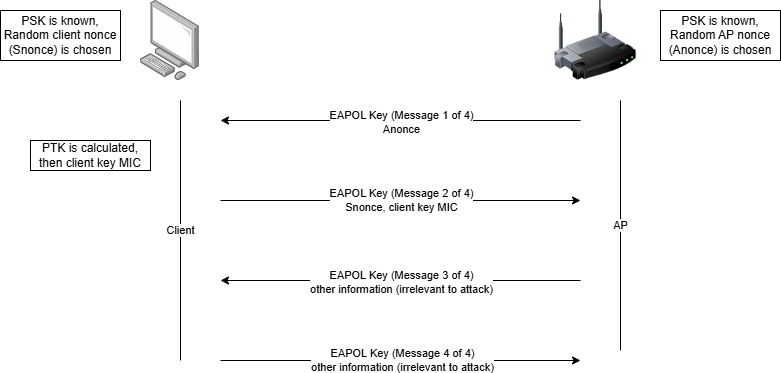 PSK is known,
Random client nonce
(Snonce) is chosen
PSK is known,
Random AP nonce
(Anonce) is chosen
EAPOL Key (Message 1 of 4)
Anonce
PTK is calculated,
then client key MIC
EAPOL Key (Message 2 of 4)
Snonce, client key MIC
Client
AP
EAPOL Key (Message 3 of 4)
other information (irrelevant to attack)
EAPOL Key (Message 4 of 4)
other information (irrelevant to attack)